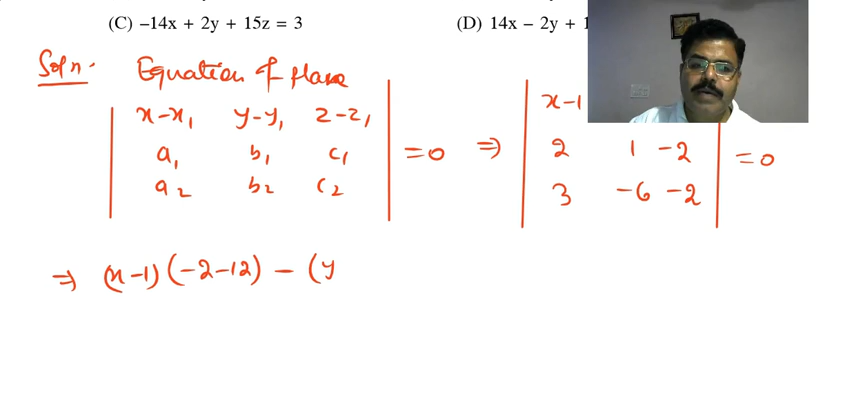 (C) –14x + 2y + 15z = 3
(D) 14x – 2y + 1
Soln. Equation of plane
| x-x₁ y-y₁ z-z₁ | | x-1
| a₁ b₁ c₁ | =0 ⇒ | 2 1 -2 | =0
| a₂ b₂ c₂ | | 3 -6 -2 |
⇒ (x-1)(-2-12) - (y